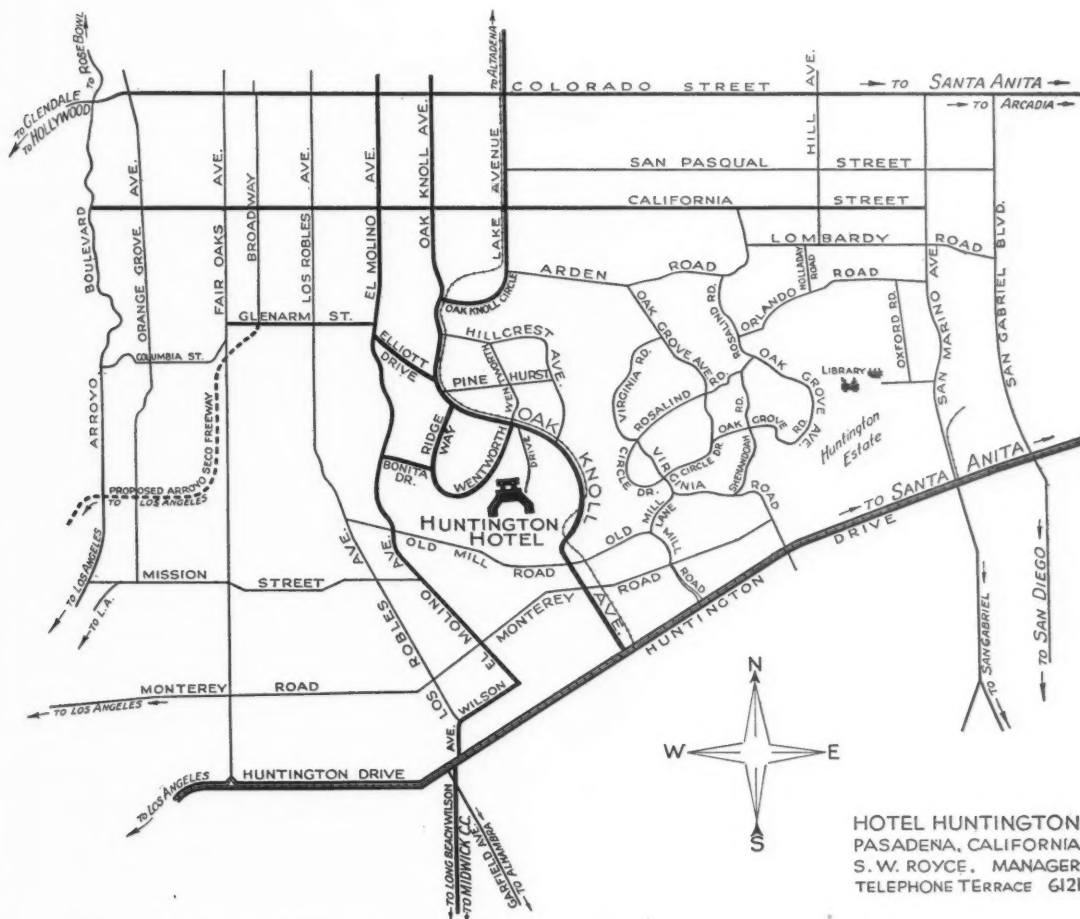 TO ROSE BOWL
TO ALTADENA
TO GLENDALE
TO HOLLYWOOD
COLORADO STREET
TO SANTA ANITA
TO ARCADIA
HILL AVE.
SAN PASQUAL STREET
CALIFORNIA STREET
LOMBARDY ROAD
ARROYO BOULEVARD
ORANGE GROVE AVE.
FAIR OAKS AVE.
BROADWAY
LOS ROBLES AVE.
EL MOLINO AVE.
OAK KNOLL AVE.
LAKE AVENUE
OAK KNOLL CIRCLE
ARDEN ROAD
HOLLADAY ROAD
ORLANDO ROAD
ROSALIND RD.
OAK GROVE AVE.
OXFORD RD.
SAN MARINO AVE.
SAN GABRIEL BLVD.
GLENARM ST.
COLUMBIA ST.
ELLIOTT DRIVE
HILLCREST AVE.
PINEHURST
WENTWORTH
VIRGINIA RD.
ROSALIND RD.
OAK GROVE AVE.
LIBRARY
Huntington
Estate
RIDGE WAY
BONITA DR.
WENTWORTH DRIVE
OAK KNOLL AVE.
OAK GROVE RD.
CIRCLE DR.
CIRCLE DR.
SHENANDOAH RD.
VIRGINIA ROAD
PROPOSED ARROYO SECO FREEWAY
TO LOS ANGELES
HUNTINGTON
HOTEL
OLD MILL ROAD
OLD MILL ROAD
MILL LANE
TO SANTA ANITA
HUNTINGTON DRIVE
TO LOS ANGELES
TO L.A.
MISSION STREET
LOS ROBLES AVE.
EL MOLINO AVE.
MONTEREY ROAD
MONTEREY ROAD
TO LOS ANGELES
WILSON AVE.
HUNTINGTON DRIVE
TO LOS ANGELES
TO LONG BEACH
WILSON
TO MIDWICK C.C.
GARFIELD AVE.
TO ALHAMBRA
TO SAN GABRIEL
TO SAN DIEGO
N
W
E
S
HOTEL HUNTINGTON
PASADENA, CALIFORNIA
S. W. ROYCE, MANAGER
TELEPHONE TERRACE 6121